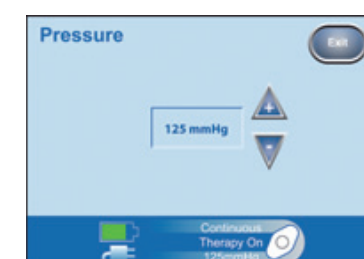 Pressure
Exit
125 mmHg
+
-
Continuous
Therapy On
125mmHg